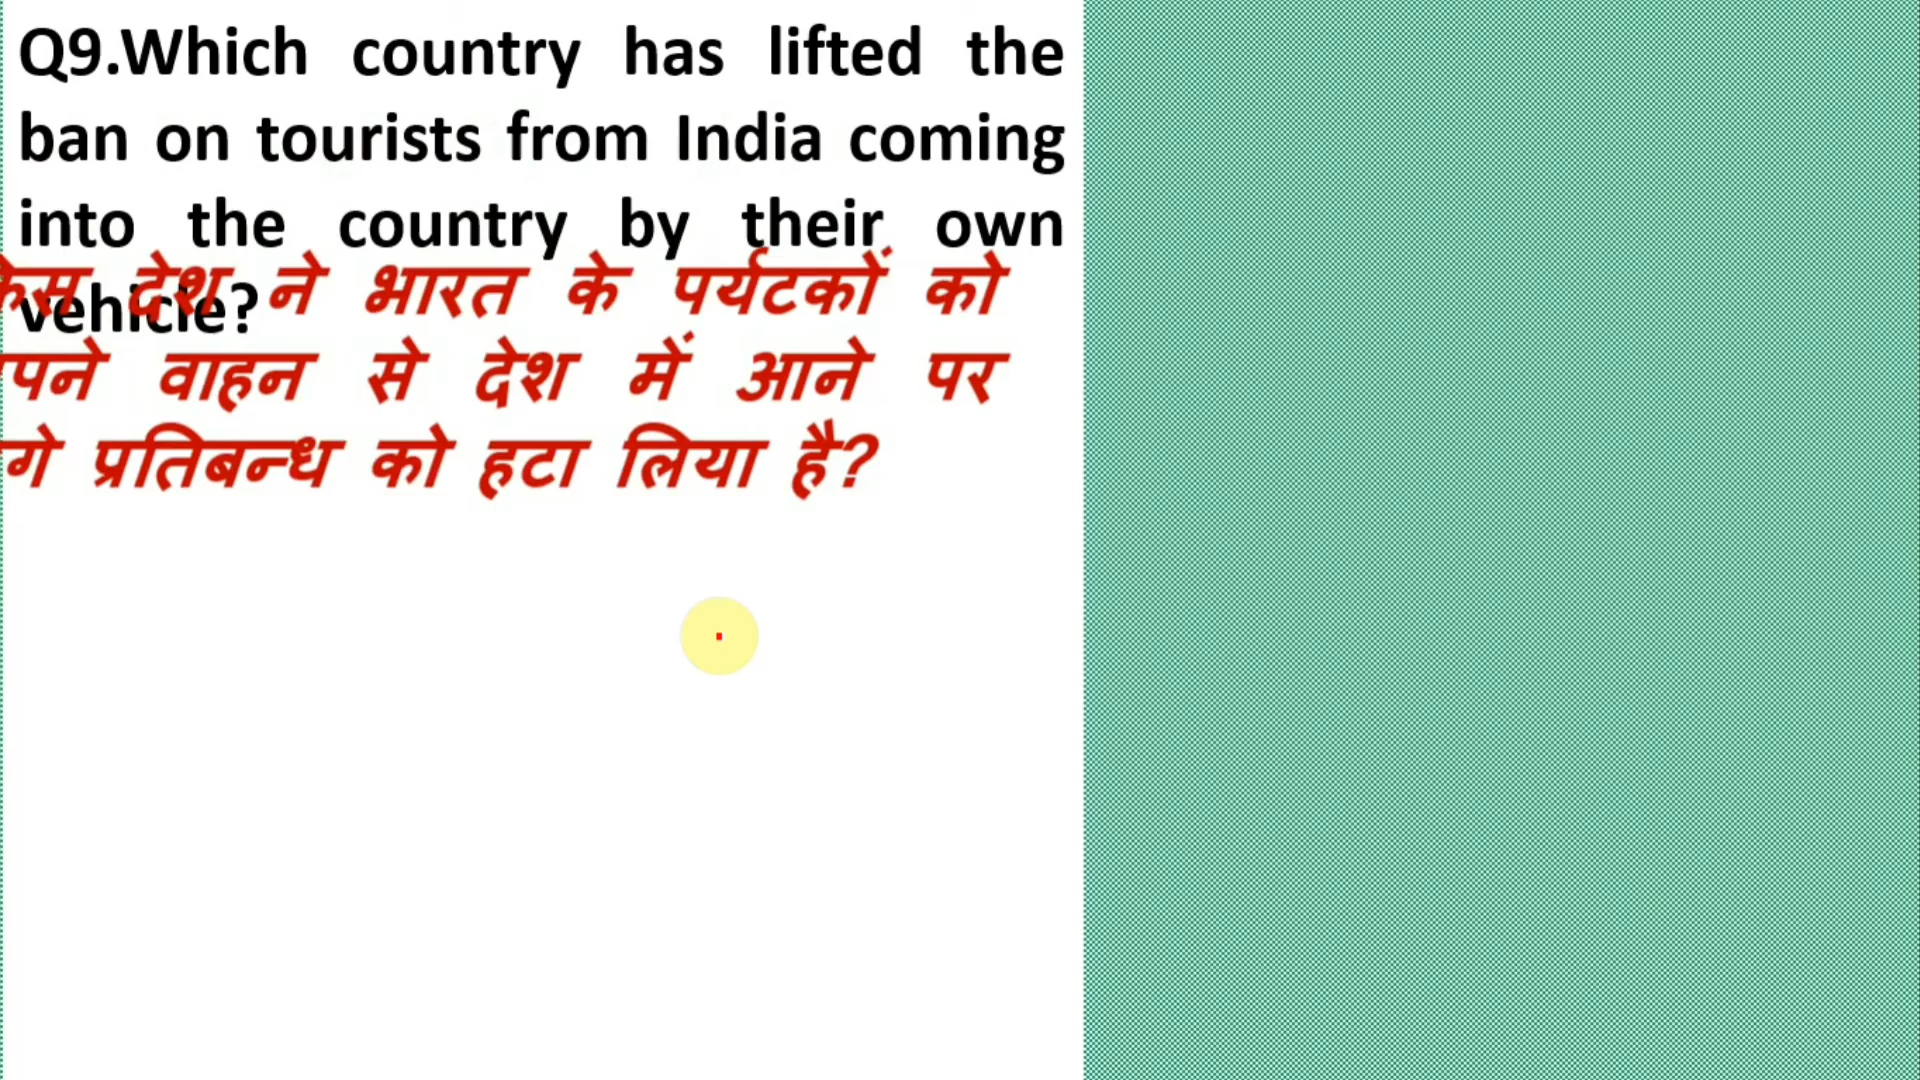 Q9.Which country has lifted the
ban on tourists from India coming
into the country by their own
vehicle?
देश ने भारत के पर्यटकों को
वाहन से देश में आने पर
प्रतिबन्ध को हटा लिया है?